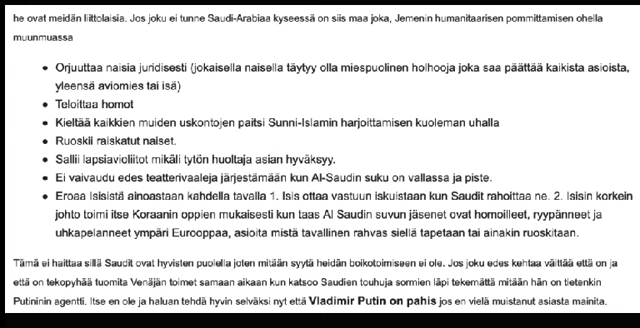 he ovat meidän liittolaisia. Jos joku ei tunne Saudi-Arabiaa kyseessä on siis maa joka, Jemenin humanitaarisen pommittamisen ohella
muunmuassa
• Orjuuttaa naisia juridisesti (jokaisella naisella täytyy olla miespuolinen holhooja joka saa päättää kaikista asioista,
yleensä aviomies tai isä)
• Teloittaa homot
• Kieltää kaikkien muiden uskontojen paitsi Sunni-Islamin harjoittamisen kuoleman uhalla
• Ruoskii raiskatut naiset.
• Sallii lapsiavioliitot mikäli tytön huoltaja asian hyväksyy.
• Ei vaivaudu edes teatterivaaleja järjestämään kun Al-Saudin suku on vallassa ja piste.
• Eroaa Isisistä ainoastaan kahdella tavalla 1. Isis ottaa vastuun iskuistaan kun Saudit rahoittaa ne. 2. Isisin korkein
johto toimi itse Koraanin oppien mukaisesti kun taas Al Saudin suvun jäsenet ovat homoilleet, ryypänneet ja
uhkapelanneet ympäri Eurooppaa, asioita mistä tavallinen rahvas siellä tapetaan tai ainakin ruoskitaan.
Tämä ei haittaa sillä Saudit ovat hyvisten puolella joten mitään syytä heidän boikotoimiseen ei ole. Jos joku edes kehtaa väittää että on ja
että on tekopyhää tuomita Venäjän toimet samaan aikaan kun katsoo Saudien touhuja sormien läpi tekemättä mitään hän on tietenkin
Putininin agentti. Itse en ole ja haluan tehdä hyvin selväksi nyt että Vladimir Putin on pahis jos en vielä muistanut asiasta mainita.